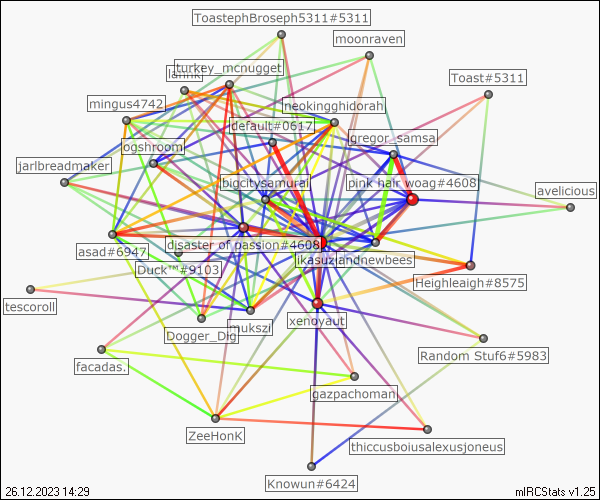 ToastephBroseph5311#5311
moonraven
turkey_mcnugget
Toast#5311
mingus4742
neokingghidorah
default#0617
gregor_samsa
ogshroom
jarlbreadmaker
bigcitysamurai
pink hair woag#4608
avelicious
disaster of passion#4608
asad#6947
jkasuz
andnewbees
Duck™#9103
Heighleaigh#8575
tescoroll
xenoyaut
mukszi
Dogger_Dig
Random Stuf6#5983
facadas.
gazpachoman
ZeeHonK
thiccusboiusalexusjoneus
Knowun#6424
26.12.2023 14:29
mIRCStats v1.25